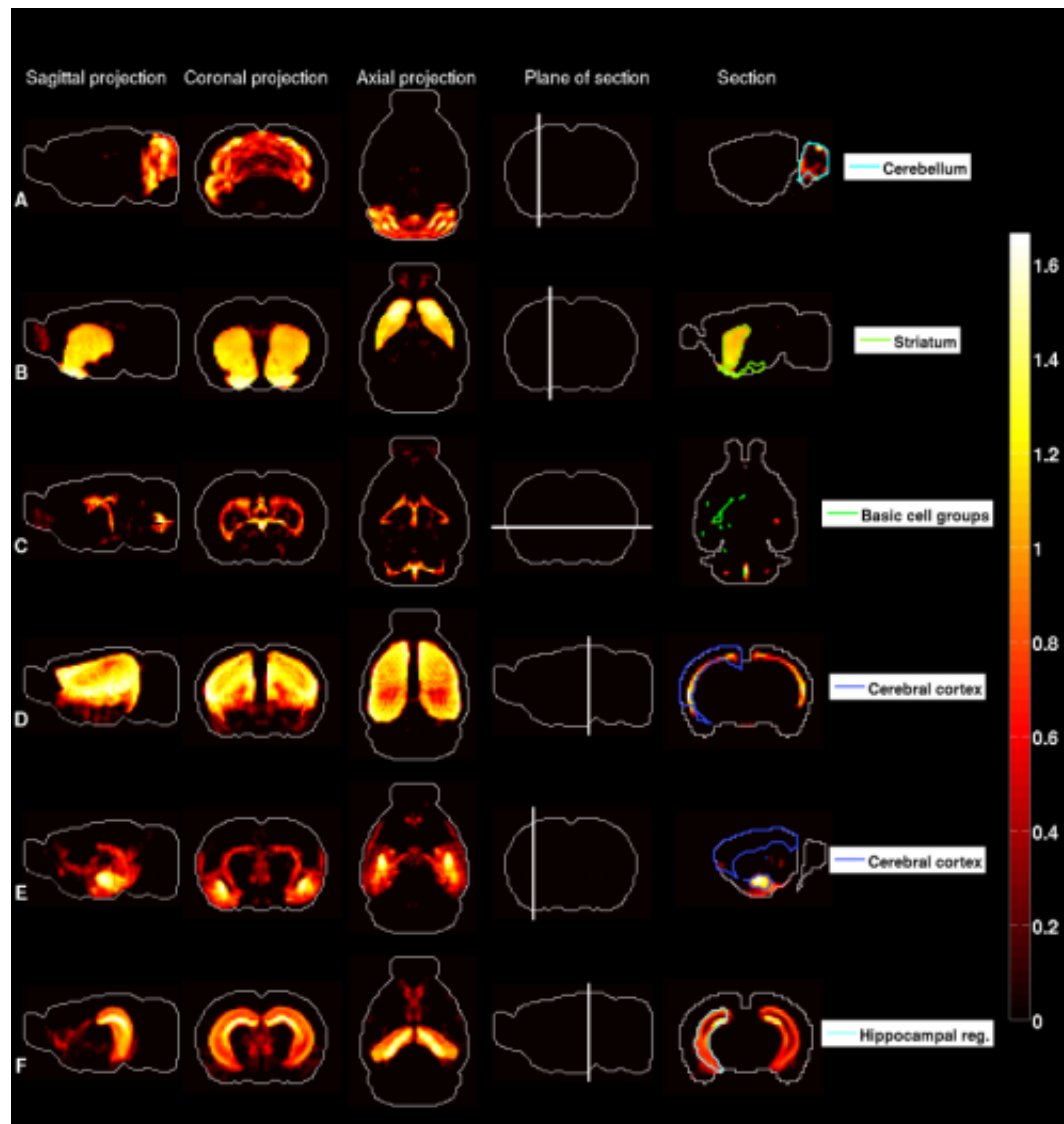 Sagittal projection Coronal projection Axial projection Plane of section Section
A Cerebellum
1.6
B Striatum
1.4
1.2
C Basic cell groups
1
0.8
D Cerebral cortex
0.6
0.4
E Cerebral cortex
0.2
0
F Hippocampal reg.